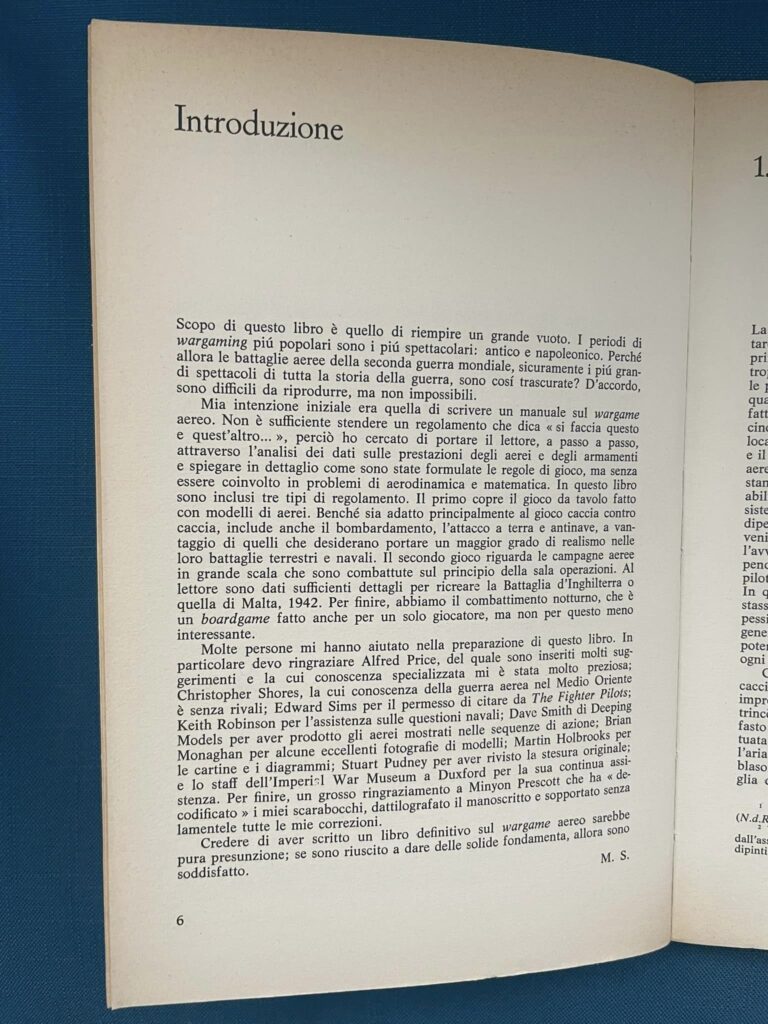 Introduzione
Scopo di questo libro è quello di riempire un grande vuoto. I periodi di
wargaming piú popolari sono i piú spettacolari: antico e napoleonico. Perché
allora le battaglie aeree della seconda guerra mondiale, sicuramente i piú gran-
di spettacoli di tutta la storia della guerra, sono cosí trascurate? D'accordo,
sono difficili da riprodurre, ma non impossibili.
Mia intenzione iniziale era quella di scrivere un manuale sul wargame
aereo. Non è sufficiente stendere un regolamento che dica « si faccia questo
e quest'altro... », perciò ho cercato di portare il lettore, a passo a passo,
attraverso l'analisi dei dati sulle prestazioni degli aerei e degli armamenti
e spiegare in dettaglio come sono state formulate le regole di gioco, ma senza
essere coinvolto in problemi di aerodinamica e matematica. In questo libro
sono inclusi tre tipi di regolamento. Il primo copre il gioco da tavolo fatto
con modelli di aerei. Benché sia adatto principalmente al gioco caccia contro
caccia, include anche il bombardamento, l'attacco a terra e antinave, a van-
taggio di quelli che desiderano portare un maggior grado di realismo nelle
loro battaglie terrestri e navali. Il secondo gioco riguarda le campagne aeree
in grande scala che sono combattute sul principio della sala operazioni. Al
lettore sono dati sufficienti dettagli per ricreare la Battaglia d'Inghilterra o
quella di Malta, 1942. Per finire, abbiamo il combattimento notturno, che è
un boardgame fatto anche per un solo giocatore, ma non per questo meno
interessante.
Molte persone mi hanno aiutato nella preparazione di questo libro. In
particolare devo ringraziare Alfred Price, del quale sono inseriti molti sug-
gerimenti e la cui conoscenza specializzata mi è stata molto preziosa;
Christopher Shores, la cui conoscenza della guerra aerea nel Medio Oriente
è senza rivali; Edward Sims per il permesso di citare da The Fighter Pilots;
Keith Robinson per l'assistenza sulle questioni navali; Dave Smith di Deeping
Models per aver prodotto gli aerei mostrati nelle sequenze di azione; Brian
Monaghan per alcune eccellenti fotografie di modelli; Martin Holbrooks per
le cartine e i diagrammi; Stuart Pudney per aver rivisto la stesura originale;
e lo staff dell'Imperial War Museum a Duxford per la sua continua assi-
stenza. Per finire, un grosso ringraziamento a Minyon Prescott che ha « de-
codificato » i miei scarabocchi, dattilografato il manoscritto e sopportato senza
lamentele tutte le mie correzioni.
Credere di aver scritto un libro definitivo sul wargame aereo sarebbe
pura presunzione; se sono riuscito a dare delle solide fondamenta, allora sono
soddisfatto.
M. S.
6
1.
La